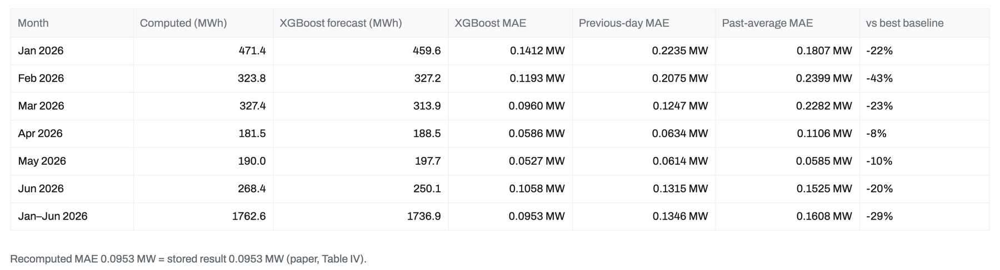 Month Computed (MWh) XGBoost forecast (MWh) XGBoost MAE Previous-day MAE Past-average MAE vs best baseline
Jan 2026 471.4 459.6 0.1412 MW 0.2235 MW 0.1807 MW -22%
Feb 2026 323.8 327.2 0.1193 MW 0.2075 MW 0.2399 MW -43%
Mar 2026 327.4 313.9 0.0960 MW 0.1247 MW 0.2282 MW -23%
Apr 2026 181.5 188.5 0.0586 MW 0.0634 MW 0.1106 MW -8%
May 2026 190.0 197.7 0.0527 MW 0.0614 MW 0.0585 MW -10%
Jun 2026 268.4 250.1 0.1058 MW 0.1315 MW 0.1525 MW -20%
Jan–Jun 2026 1762.6 1736.9 0.0953 MW 0.1346 MW 0.1608 MW -29%
Recomputed MAE 0.0953 MW = stored result 0.0953 MW (paper, Table IV).